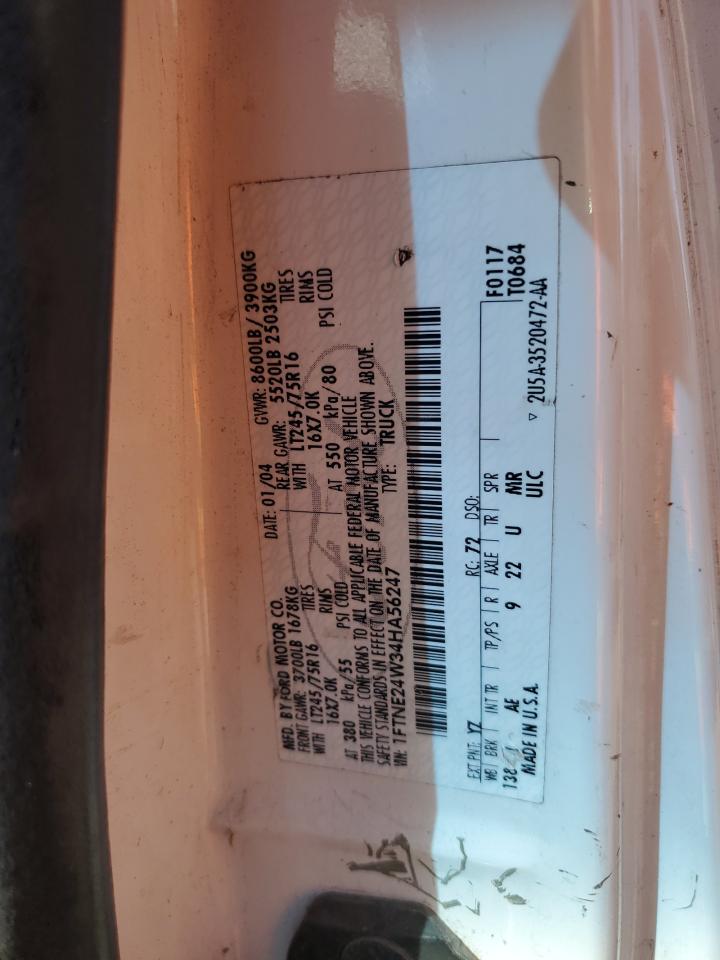 MFD. BY FORD MOTOR CO.
DATE: 01/04 GVWR: 8600LB/ 3900KG
FRONT GAWR: 3700LB 1678KG REAR GAWR: 5520LB 2503KG
WITH LT245/75R16 TIRES WITH LT245/75R16 TIRES
16X7.0K RIMS 16X7.0K RIMS
AT 380 kPa/55 PSI COLD AT 550 kPa/80 PSI COLD
THIS VEHICLE CONFORMS TO ALL APPLICABLE FEDERAL MOTOR VEHICLE
SAFETY STANDARDS IN EFFECT ON THE DATE OF MANUFACTURE SHOWN ABOVE.
VIN: 1FTNE24W34HA56247 TYPE: TRUCK
EXT PNT: YZ RC: 72 DSO: F0117
WB BRK INT TR TP/PS R AXLE TR SPR T0684
138 AE 9 22 U MR
MADE IN U.S.A. ULC ▽ 2U5A-3520472-AA